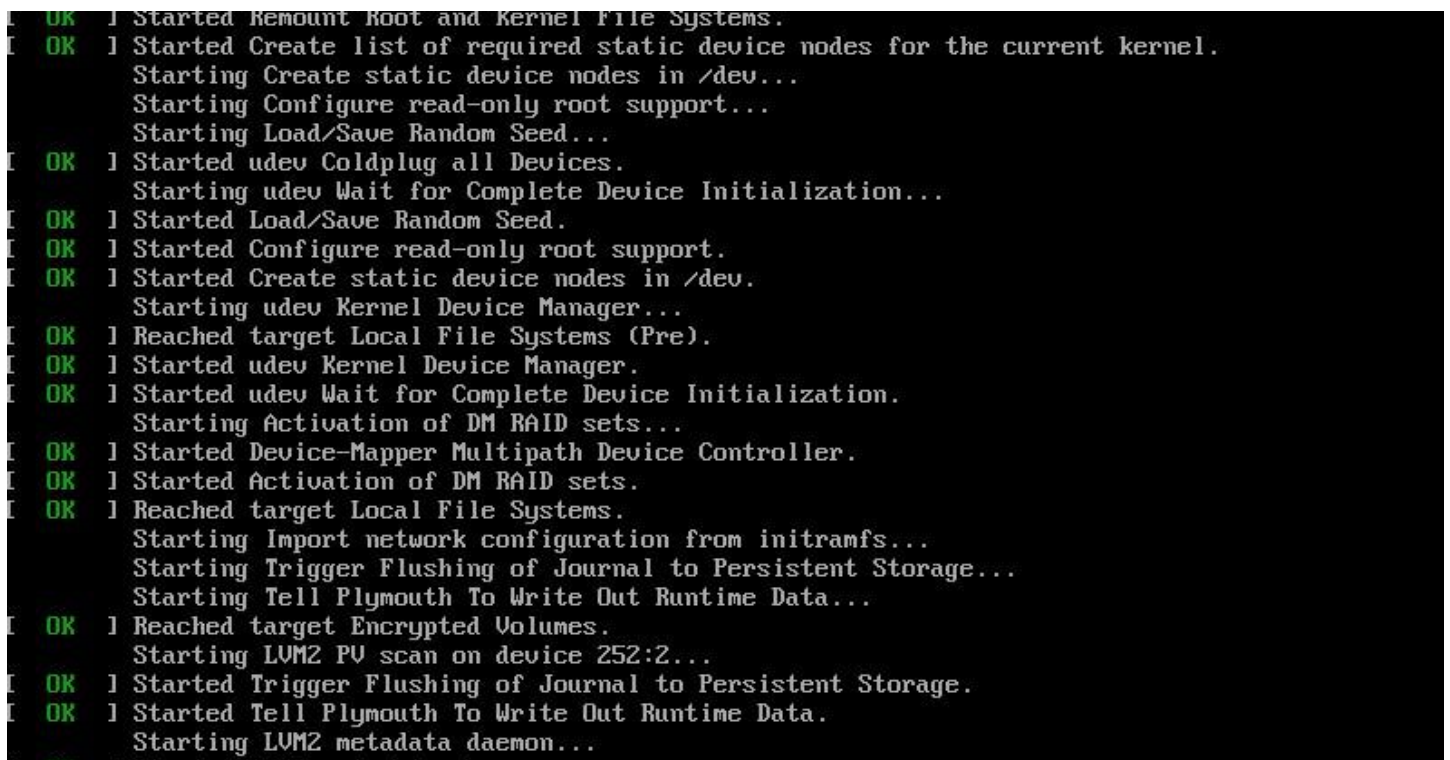 [ OK ] Started Remount Root and Kernel File Systems.
[ OK ] Started Create list of required static device nodes for the current kernel.
Starting Create static device nodes in /dev...
Starting Configure read-only root support...
Starting Load/Save Random Seed...
[ OK ] Started udev Coldplug all Devices.
Starting udev Wait for Complete Device Initialization...
[ OK ] Started Load/Save Random Seed.
[ OK ] Started Configure read-only root support.
[ OK ] Started Create static device nodes in /dev.
Starting udev Kernel Device Manager...
[ OK ] Reached target Local File Systems (Pre).
[ OK ] Started udev Kernel Device Manager.
[ OK ] Started udev Wait for Complete Device Initialization.
Starting Activation of DM RAID sets...
[ OK ] Started Device-Mapper Multipath Device Controller.
[ OK ] Started Activation of DM RAID sets.
[ OK ] Reached target Local File Systems.
Starting Import network configuration from initramfs...
Starting Trigger Flushing of Journal to Persistent Storage...
Starting Tell Plymouth To Write Out Runtime Data...
[ OK ] Reached target Encrypted Volumes.
Starting LVM2 PV scan on device 252:2...
[ OK ] Started Trigger Flushing of Journal to Persistent Storage.
[ OK ] Started Tell Plymouth To Write Out Runtime Data.
Starting LVM2 metadata daemon...